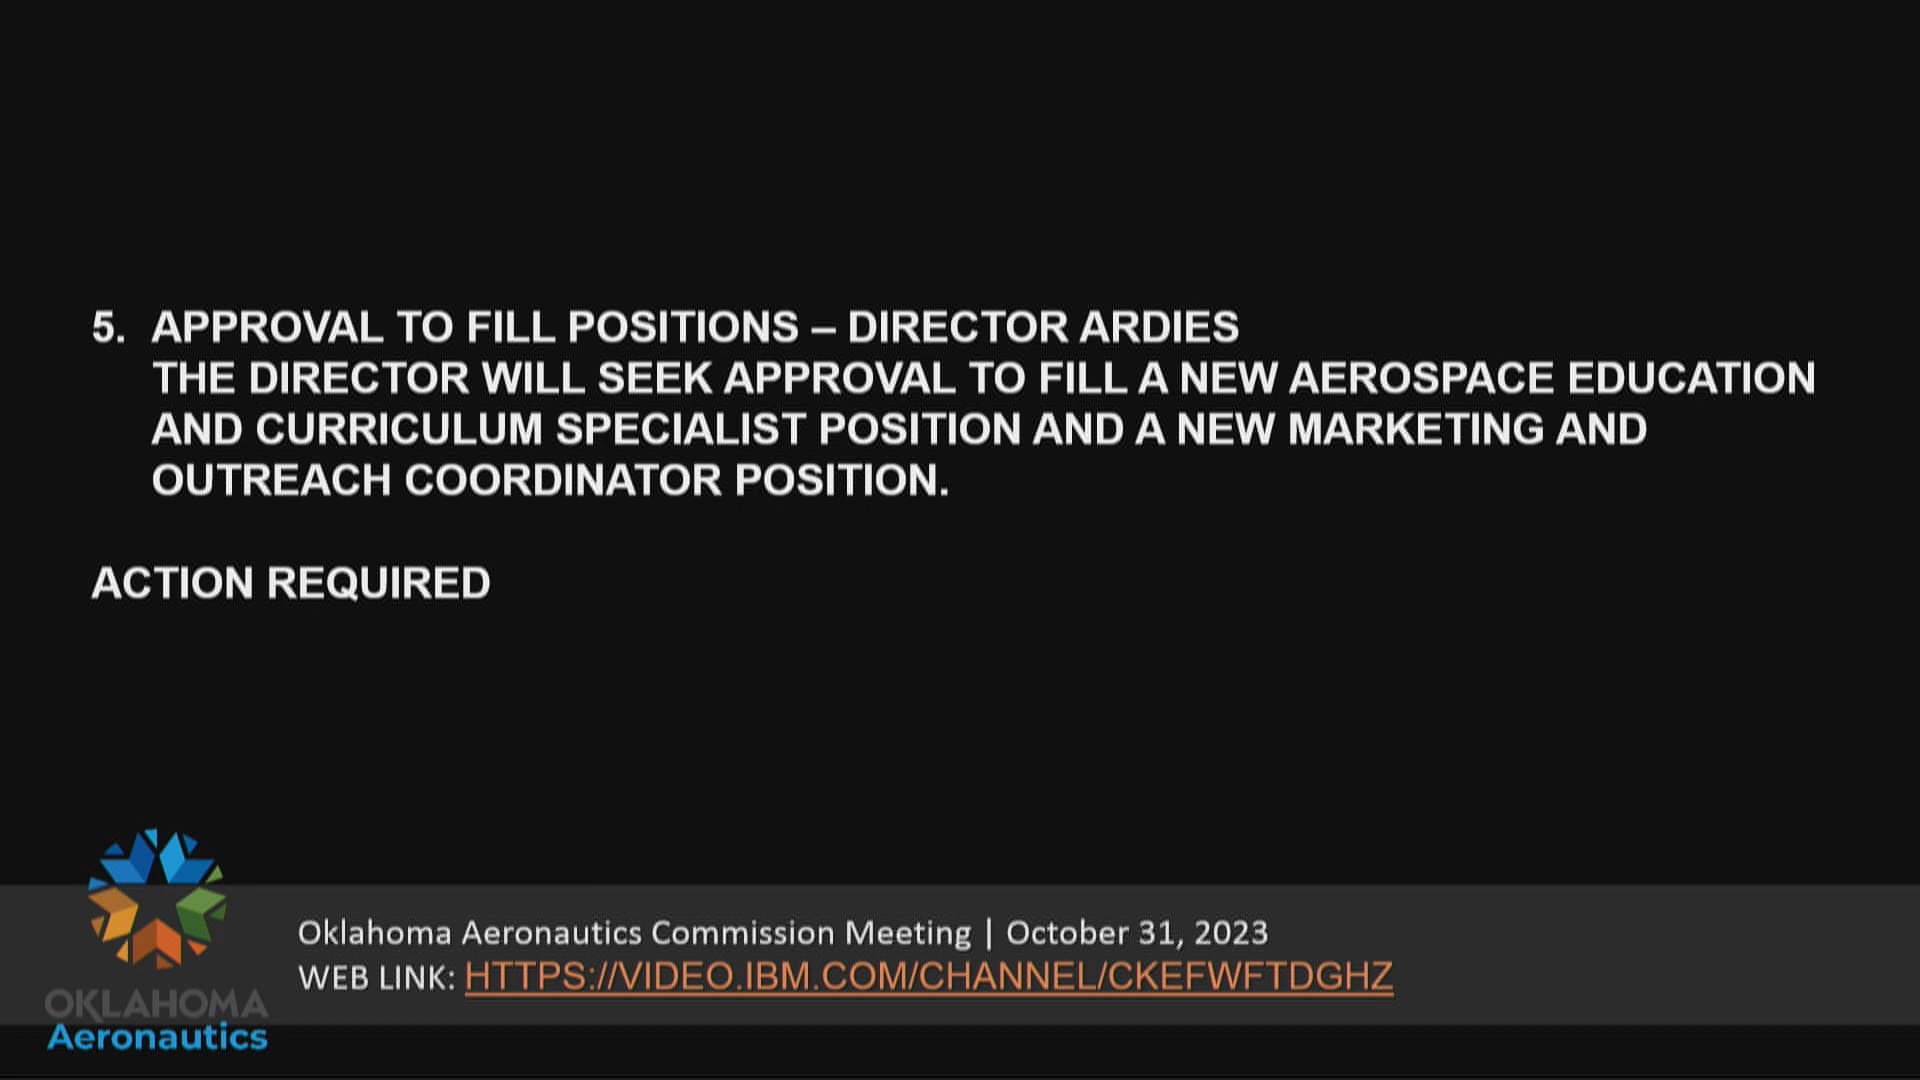 5. APPROVAL TO FILL POSITIONS – DIRECTOR ARDIES
THE DIRECTOR WILL SEEK APPROVAL TO FILL A NEW AEROSPACE EDUCATION
AND CURRICULUM SPECIALIST POSITION AND A NEW MARKETING AND
OUTREACH COORDINATOR POSITION.
ACTION REQUIRED
Oklahoma Aeronautics Commission Meeting | October 31, 2023
WEB LINK: HTTPS://VIDEO.IBM.COM/CHANNEL/CKEFWFTDGHZ
OKLAHOMA
Aeronautics